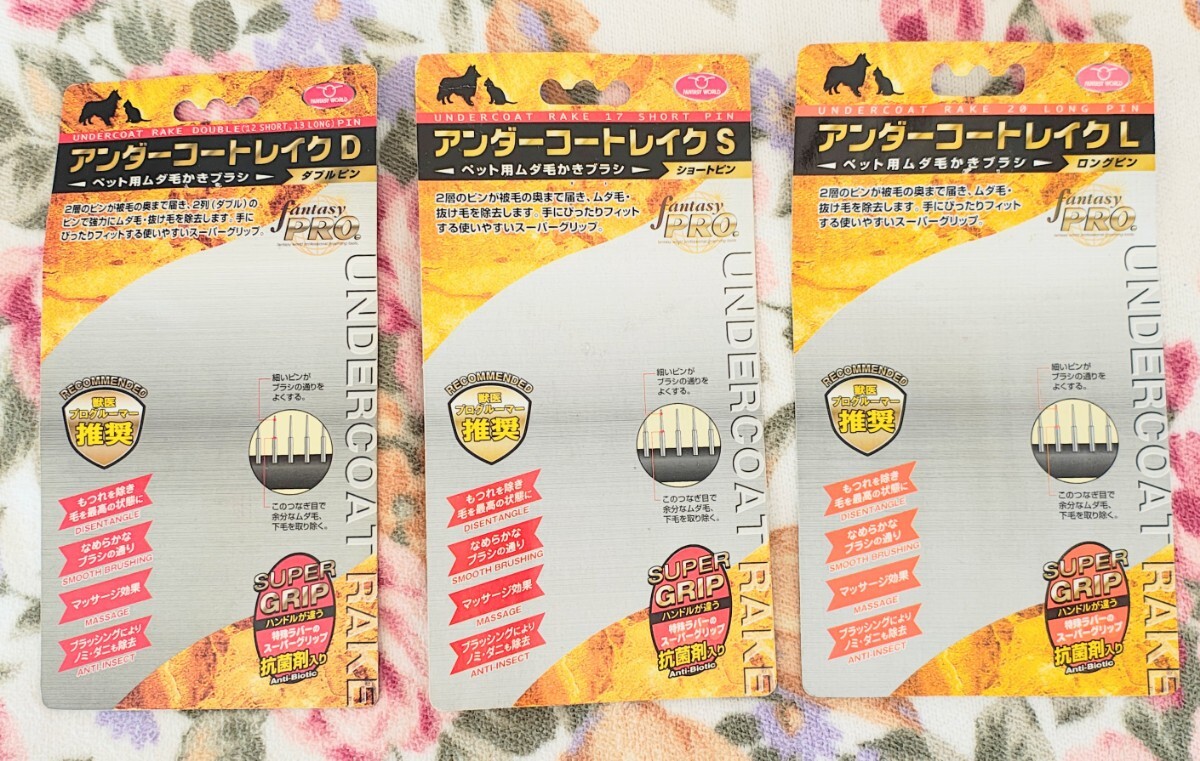 FANTASY WORLD
UNDERCOAT RAKE DOUBLE(12 SHORT, 13 LONG) PIN
アンダーコートレイク D
ペット用ムダ毛かきブラシ
ダブルピン
2層のピンが被毛の奥まで届き、2列(ダブル)の
ピンで強力にムダ毛・抜け毛を除去します。手に
ぴったりフィットする使いやすいスーパーグリップ。
fantasy
PRO.
UNDERCOAT RAKE
RECOMMENDED
獣医
プログルーマー
推奨
細いピンが
ブラシの通りを
よくする。
このつなぎ目で
余分なムダ毛、
下毛を取り除く。
もつれを除き
毛を最高の状態に
DISENTANGLE
なめらかな
ブラシの通り
SMOOTH BRUSHING
マッサージ効果
MASSAGE
ブラッシングにより
ノミ・ダニも除去
ANTI-INSECT
SUPER
GRIP
ハンドルが違う
特殊ラバーの
スーパーグリップ
抗菌剤入り
Anti-Biotic
FANTASY WORLD
UNDERCOAT RAKE 17 SHORT PIN
アンダーコートレイク S
ペット用ムダ毛かきブラシ
ショートピン
2層のピンが被毛の奥まで届き、ムダ毛・
抜け毛を除去します。手にぴったりフィット
する使いやすいスーパーグリップ。
fantasy
PRO.
UNDERCOAT RAKE
RECOMMENDED
獣医
プログルーマー
推奨
細いピンが
ブラシの通りを
よくする。
このつなぎ目で
余分なムダ毛、
下毛を取り除く。
もつれを除き
毛を最高の状態に
DISENTANGLE
なめらかな
ブラシの通り
SMOOTH BRUSHING
マッサージ効果
MASSAGE
ブラッシングにより
ノミ・ダニも除去
ANTI-INSECT
SUPER
GRIP
ハンドルが違う
特殊ラバーの
スーパーグリップ
抗菌剤入り
Anti-Biotic
FANTASY WORLD
UNDERCOAT RAKE 20 LONG PIN
アンダーコートレイク L
ペット用ムダ毛かきブラシ
ロングピン
2層のピンが被毛の奥まで届き、ムダ毛・
抜け毛を除去します。手にぴったりフィット
する使いやすいスーパーグリップ。
fantasy
PRO.
UNDERCOAT RAKE
RECOMMENDED
獣医
プログルーマー
推奨
細いピンが
ブラシの通りを
よくする。
このつなぎ目で
余分なムダ毛、
下毛を取り除く。
もつれを除き
毛を最高の状態に
DISENTANGLE
なめらかな
ブラシの通り
SMOOTH BRUSHING
マッサージ効果
MASSAGE
ブラッシングにより
ノミ・ダニも除去
ANTI-INSECT
SUPER
GRIP
ハンドルが違う
特殊ラバーの
スーパーグリップ
抗菌剤入り
Anti-Biotic